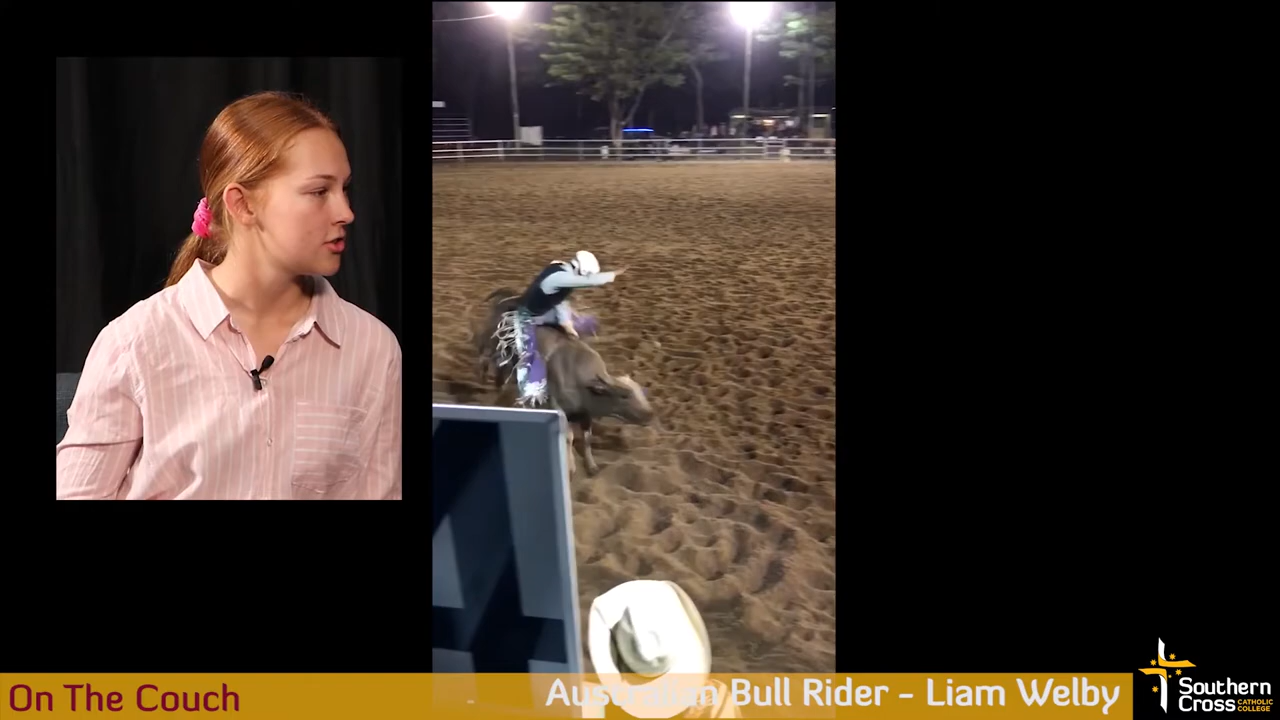 On The Couch
Australian Bull Rider - Liam Welby
Southern
Cross CATHOLIC
COLLEGE